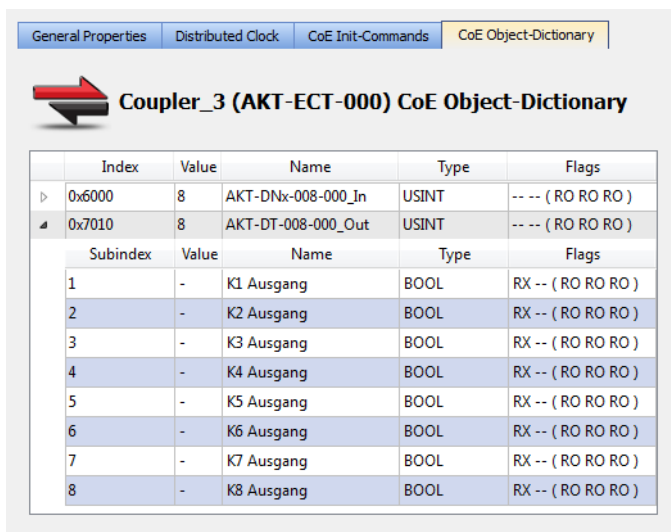 General Properties Distributed Clock CoE Init-Commands CoE Object-Dictionary
Coupler_3 (AKT-ECT-000) CoE Object-Dictionary
Index Value Name Type Flags
0x6000 8 AKT-DNx-008-000_In USINT -- -- ( RO RO RO )
0x7010 8 AKT-DT-008-000_Out USINT -- -- ( RO RO RO )
Subindex Value Name Type Flags
1 - K1 Ausgang BOOL RX -- ( RO RO RO )
2 - K2 Ausgang BOOL RX -- ( RO RO RO )
3 - K3 Ausgang BOOL RX -- ( RO RO RO )
4 - K4 Ausgang BOOL RX -- ( RO RO RO )
5 - K5 Ausgang BOOL RX -- ( RO RO RO )
6 - K6 Ausgang BOOL RX -- ( RO RO RO )
7 - K7 Ausgang BOOL RX -- ( RO RO RO )
8 - K8 Ausgang BOOL RX -- ( RO RO RO )